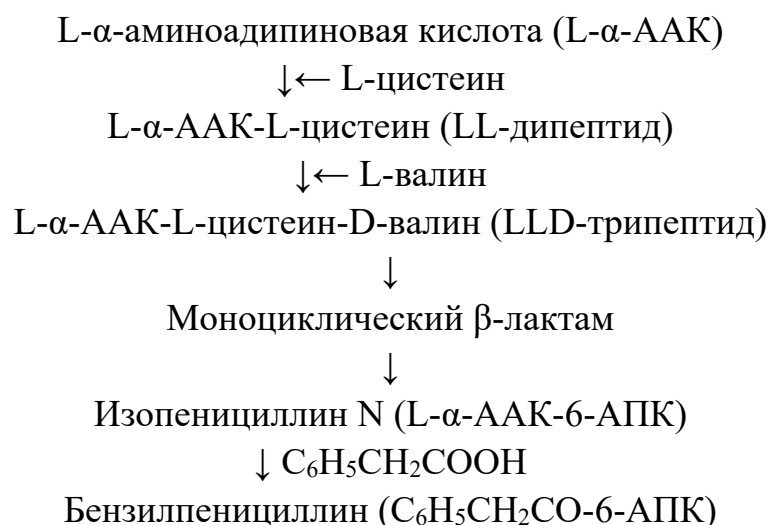 L-α-аминоадипиновая кислота (L-α-ААК)
↓← L-цистеин
L-α-ААК-L-цистеин (LL-дипептид)
↓← L-валин
L-α-ААК-L-цистеин-D-валин (LLD-трипептид)
↓
Моноциклический β-лактам
↓
Изопенициллин N (L-α-ААК-6-АПК)
↓ C₆H₅CH₂COOH
Бензилпенициллин (C₆H₅CH₂CO-6-АПК)